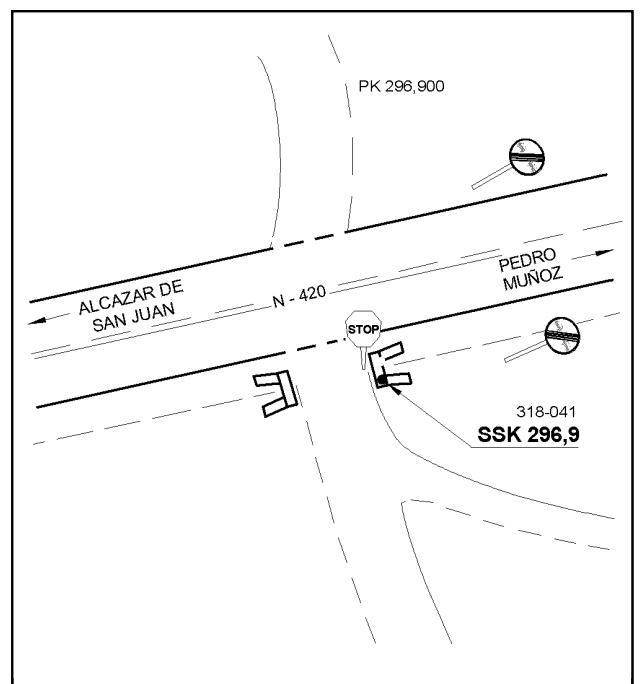 PK 296,900
ALCAZAR DE
SAN JUAN
N - 420
PEDRO
MUÑOZ
STOP
318-041
SSK 296,9